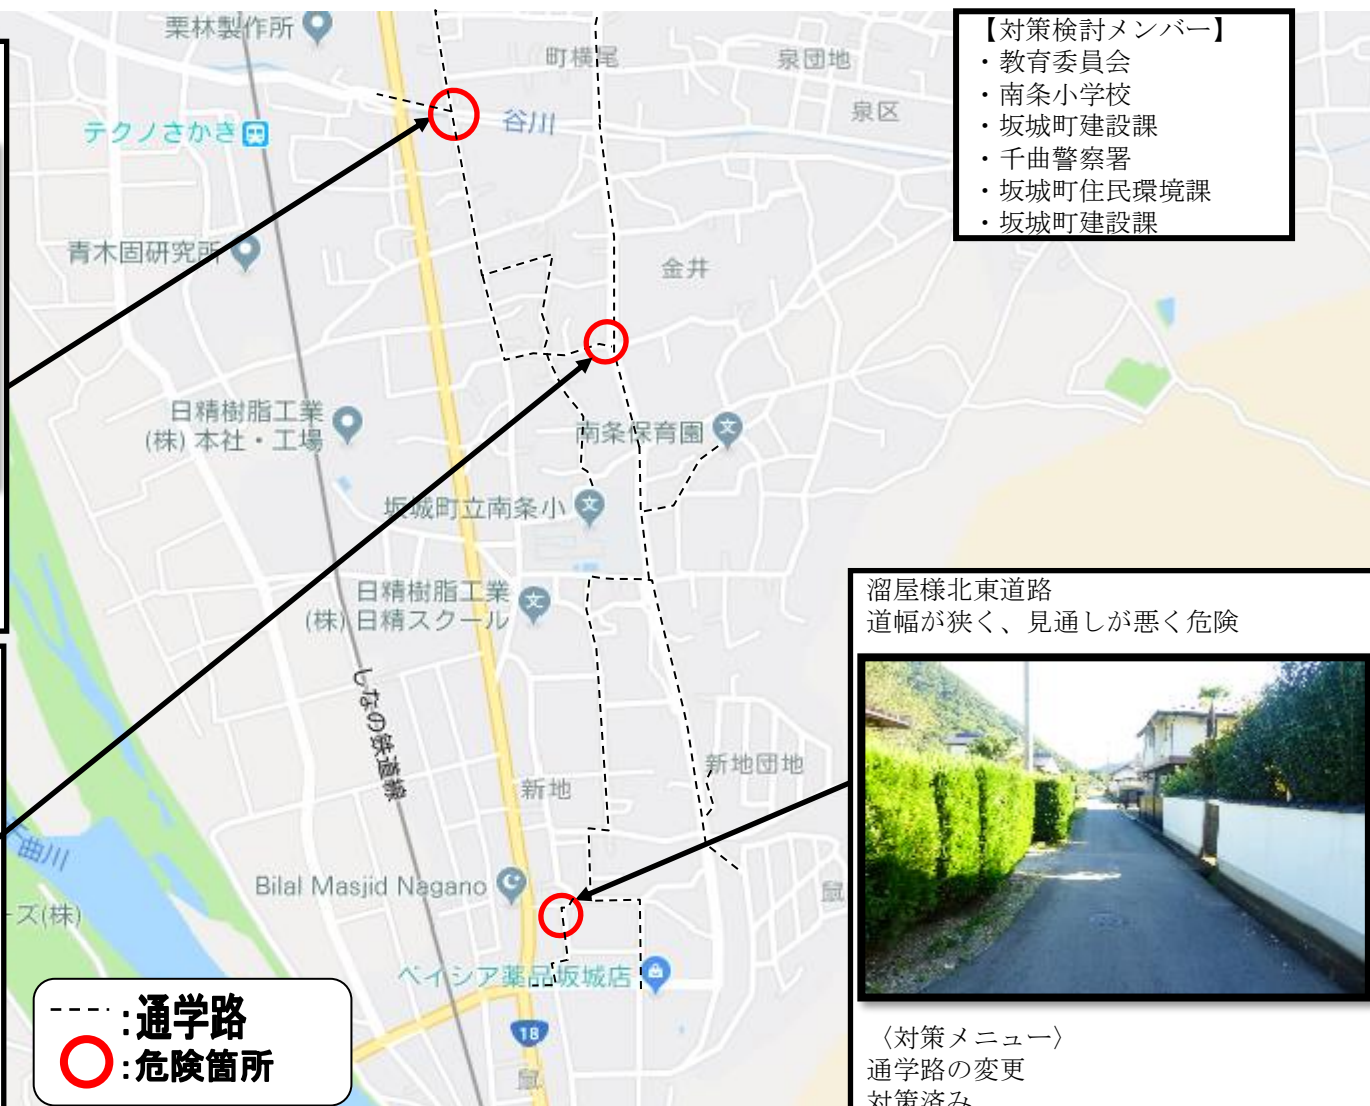 栗林製作所
町横尾
泉団地
【対策検討メンバー】
・教育委員会
・南条小学校
・坂城町建設課
・千曲警察署
・坂城町住民環境課
・坂城町建設課
泉区
テクノさかき
谷川
青木固研究所
金井
日精樹脂工業
(株) 本社・工場
南条保育園
坂城町立南条小
日精樹脂工業
(株) 日精スクール
しなの鉄道線
新地団地
新地
溜屋様北東道路
道幅が狭く、見通しが悪く危険
千曲川
Bilal Masjid Nagano
鼠
ーズ(株)
ベイシア薬品坂城店
18
鼠
：通学路
：危険箇所
〈対策メニュー〉
通学路の変更
対策済み